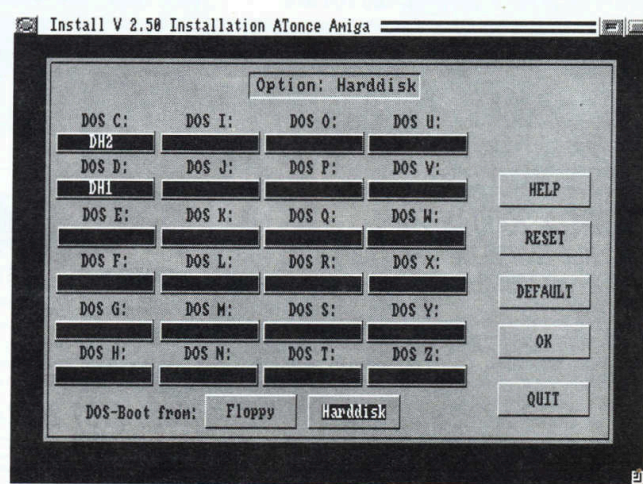 Install V 2.50 Installation ATonce Amiga
Option: Harddisk
DOS C: DOS I: DOS O: DOS U:
DH2
DOS D: DOS J: DOS P: DOS V:
DH1
HELP
DOS E: DOS K: DOS Q: DOS W:
RESET
DOS F: DOS L: DOS R: DOS X:
DEFAULT
DOS G: DOS M: DOS S: DOS Y:
OK
DOS H: DOS N: DOS T: DOS Z:
QUIT
DOS-Boot from: Floppy Harddisk